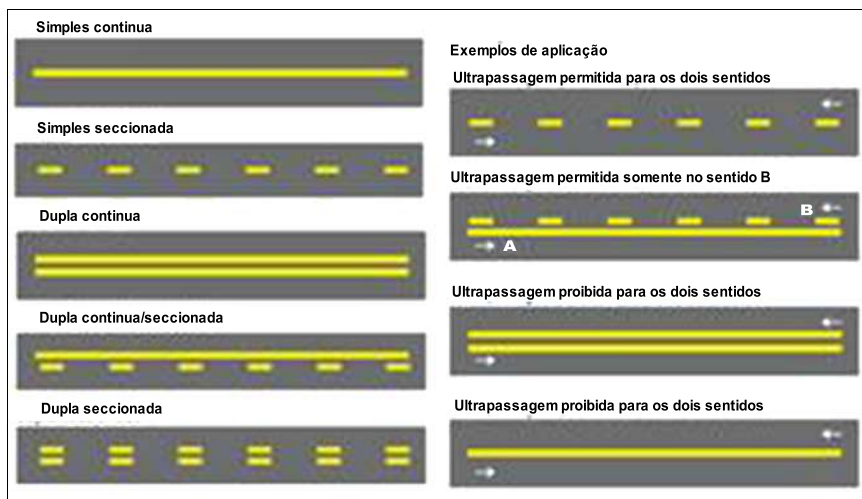 Simples continua
Simples seccionada
Dupla continua
Dupla continua/seccionada
Dupla seccionada
Exemplos de aplicação
Ultrapassagem permitida para os dois sentidos
Ultrapassagem permitida somente no sentido B
B
A
Ultrapassagem proibida para os dois sentidos
Ultrapassagem proibida para os dois sentidos